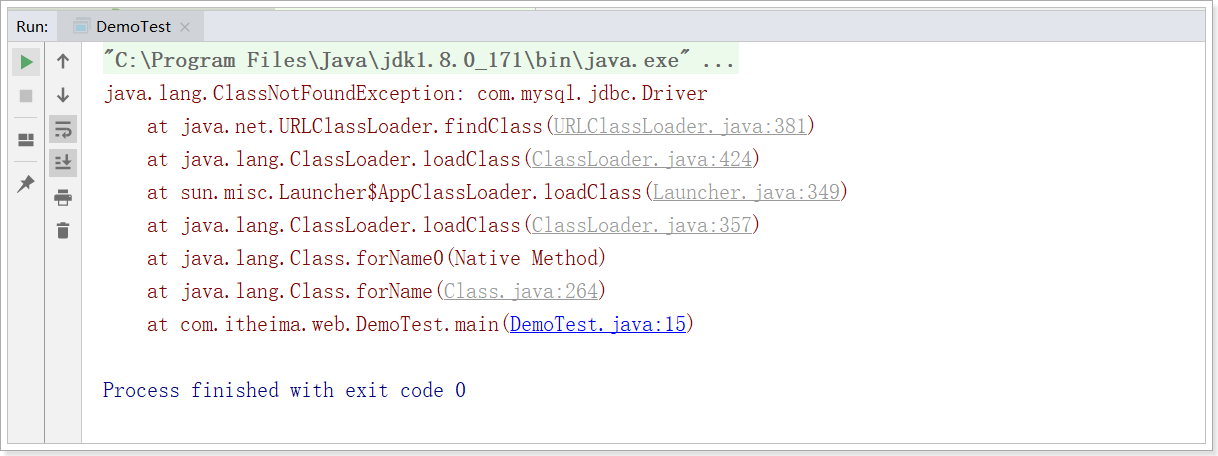 Run: DemoTest
"C:\Program Files\Java\jdk1.8.0_171\bin\java.exe" ...
java.lang.ClassNotFoundException: com.mysql.jdbc.Driver
at java.net.URLClassLoader.findClass(URLClassLoader.java:381)
at java.lang.ClassLoader.loadClass(ClassLoader.java:424)
at sun.misc.Launcher$AppClassLoader.loadClass(Launcher.java:349)
at java.lang.ClassLoader.loadClass(ClassLoader.java:357)
at java.lang.Class.forName0(Native Method)
at java.lang.Class.forName(Class.java:264)
at com.itheima.web.DemoTest.main(DemoTest.java:15)
Process finished with exit code 0